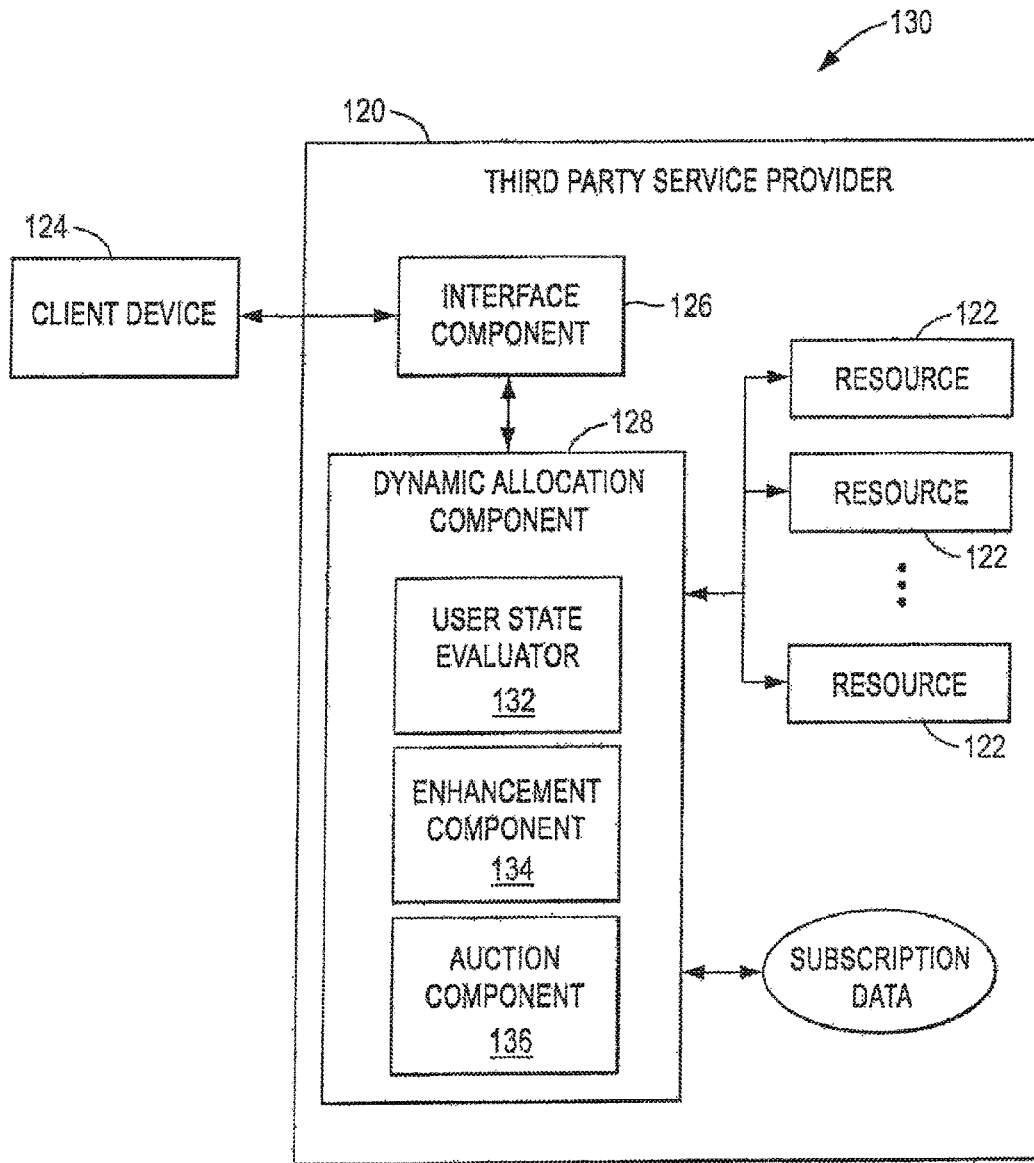 130
120
THIRD PARTY SERVICE PROVIDER
124
CLIENT DEVICE
INTERFACE
COMPONENT
126
122
RESOURCE
128
DYNAMIC ALLOCATION
COMPONENT
RESOURCE
122
USER STATE
EVALUATOR
132
RESOURCE
122
ENHANCEMENT
COMPONENT
134
AUCTION
COMPONENT
136
SUBSCRIPTION
DATA